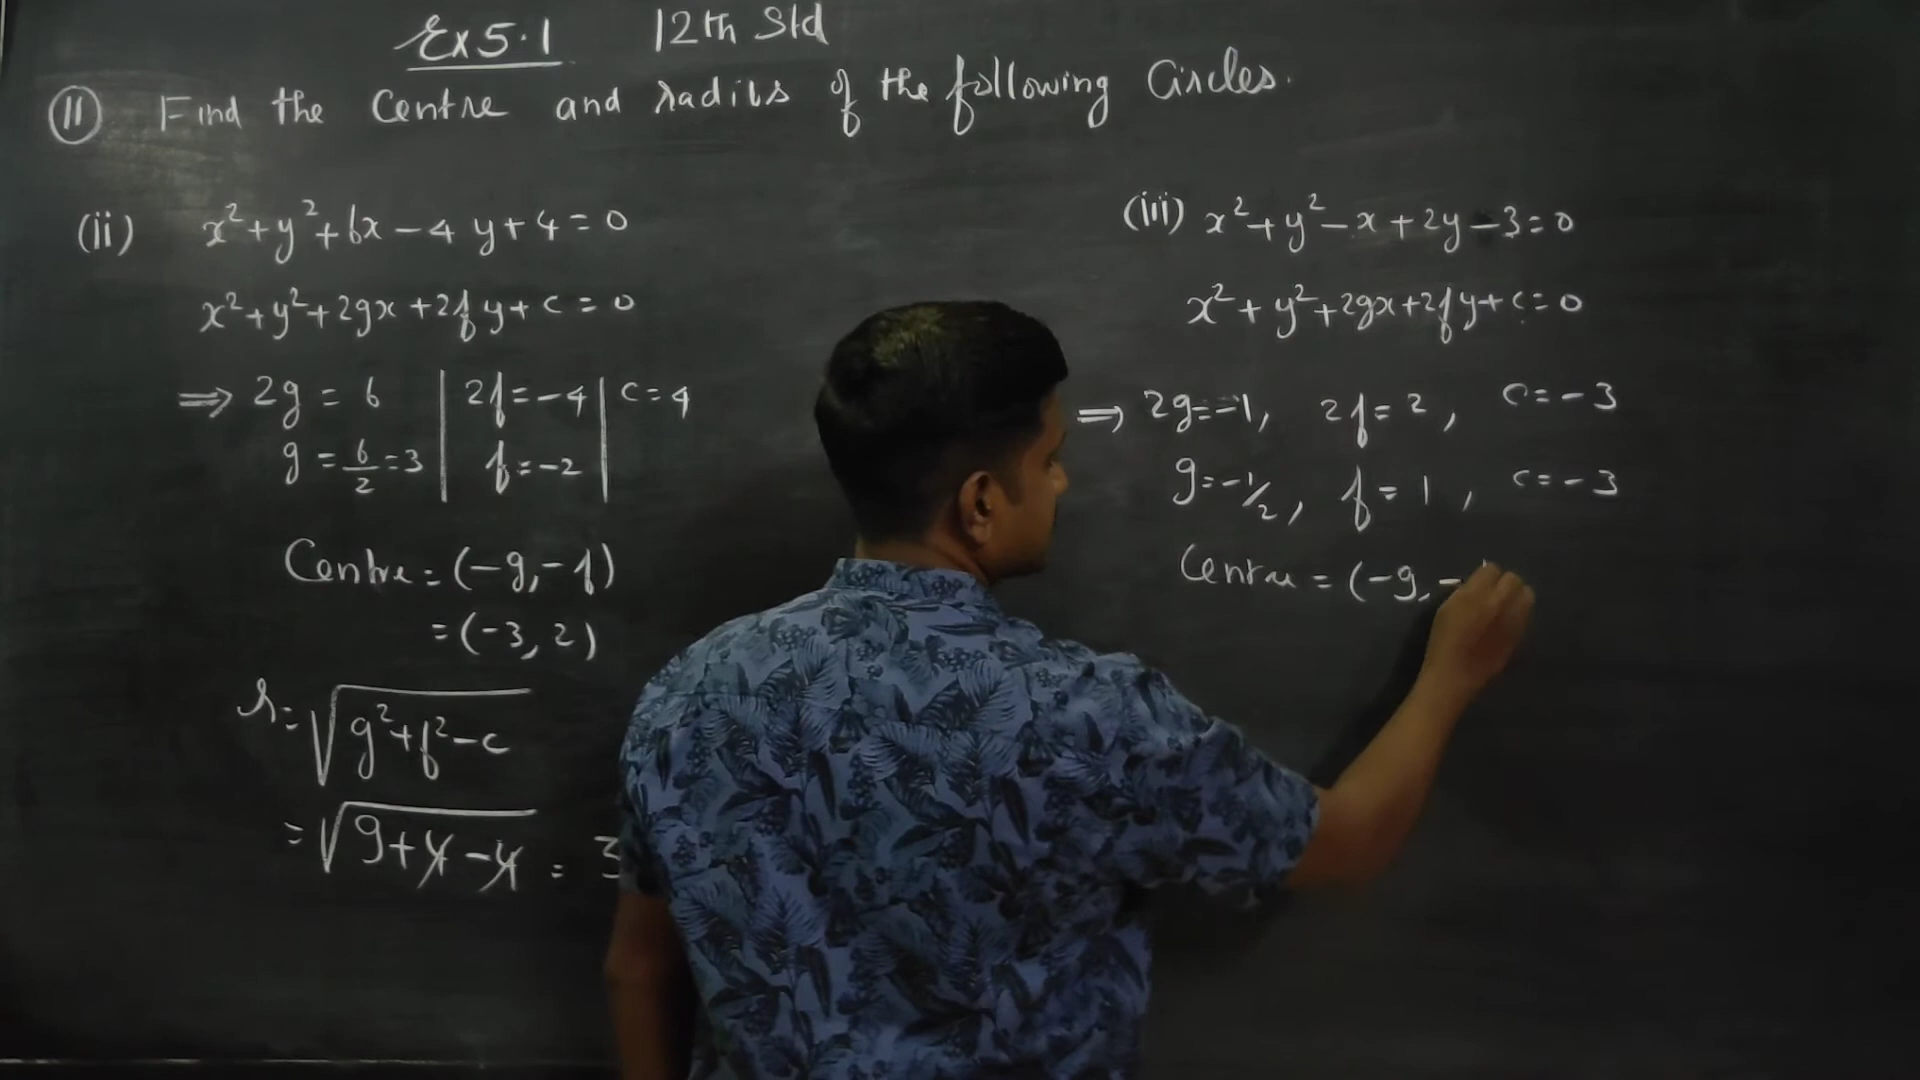 Ex 5.1 12th Std
11 Find the Centre and radius of the following Circles.
(ii) x²+y²+6x-4y+4=0
x²+y²+2gx+2fy+c=0
⇒ 2g=6 | 2f=-4 | c=4
g=6/2=3 | f=-2
Centre=(-g,-f)
=(-3,2)
r=√(g²+f²-c)
=√(9+4-4) = 3
(iii) x²+y²-x+2y-3=0
x²+y²+2gx+2fy+c=0
⇒ 2g=-1, 2f=2, c=-3
g=-1/2, f=1, c=-3
Centre=(-g,-